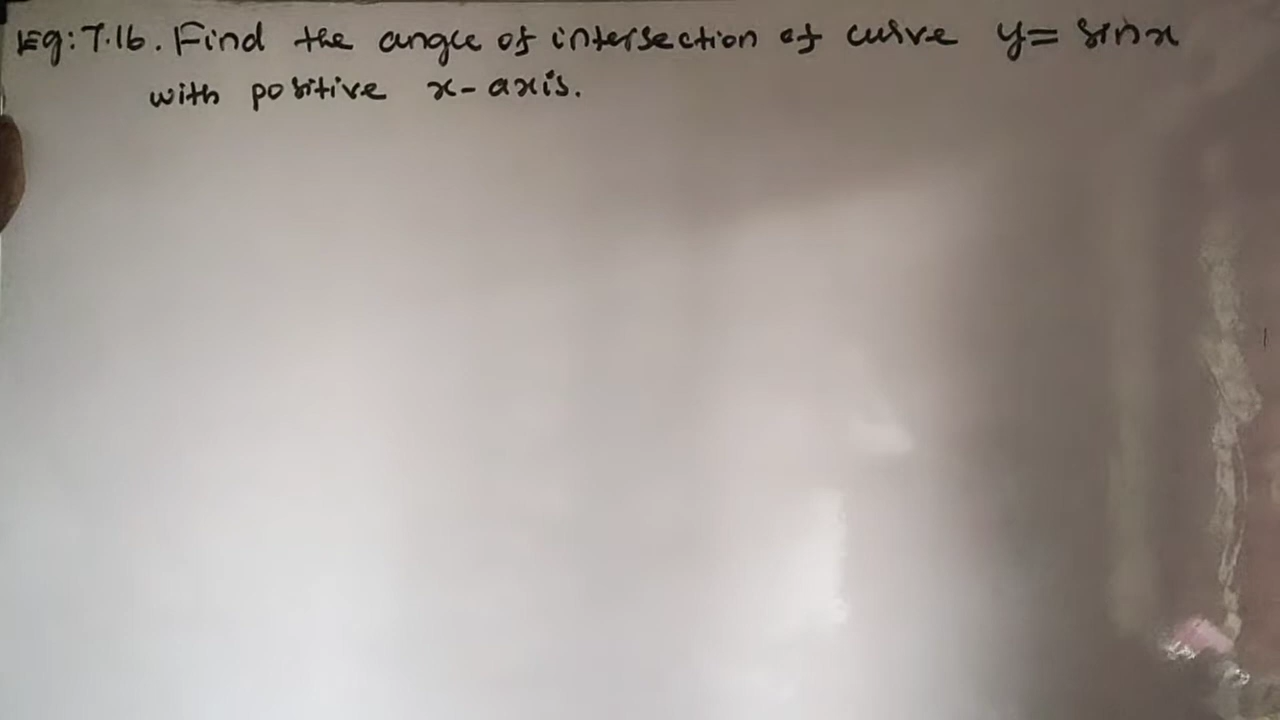 Eg: 7.16. Find the angle of intersection of curve y = sin x
with positive x-axis.